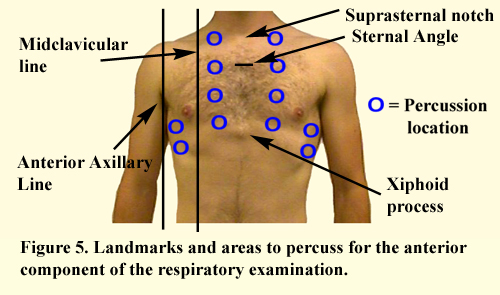 Suprasternal notch
Sternal Angle
Midclavicular
line
O = Percussion
location
Anterior Axillary
Line
Xiphoid
process
Figure 5. Landmarks and areas to percuss for the anterior
component of the respiratory examination.